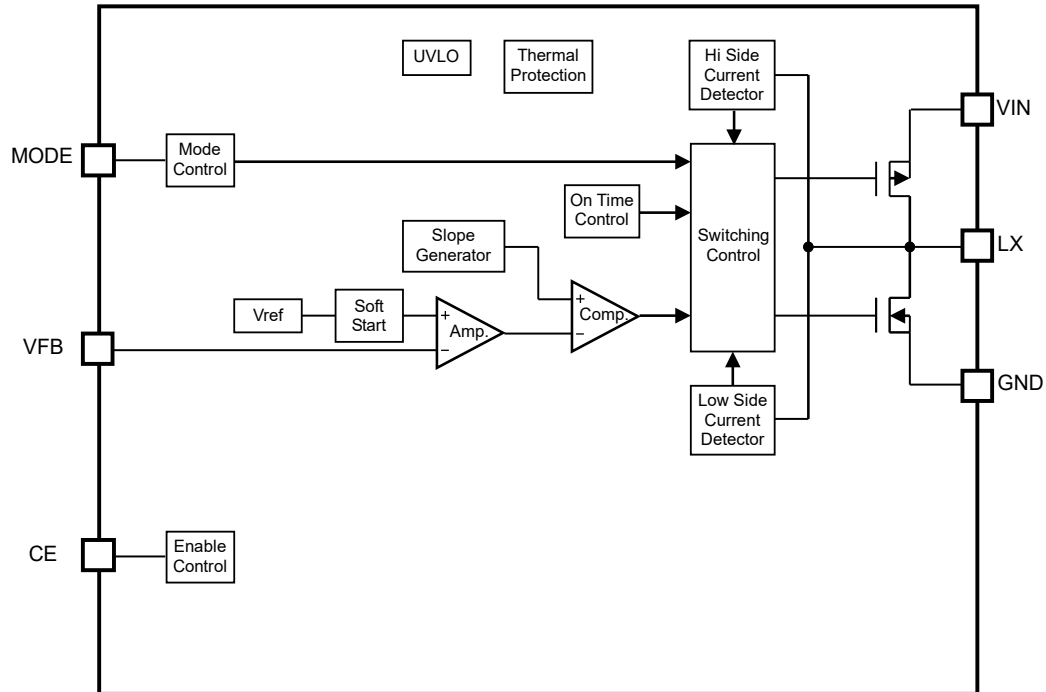 UVLO
Thermal
Protection
Hi Side
Current
Detector
VIN
MODE
Mode
Control
On Time
Control
Slope
Generator
Switching
Control
LX
Vref
Soft
Start
+
Amp.
−
+
Comp.
−
VFB
GND
Low Side
Current
Detector
CE
Enable
Control